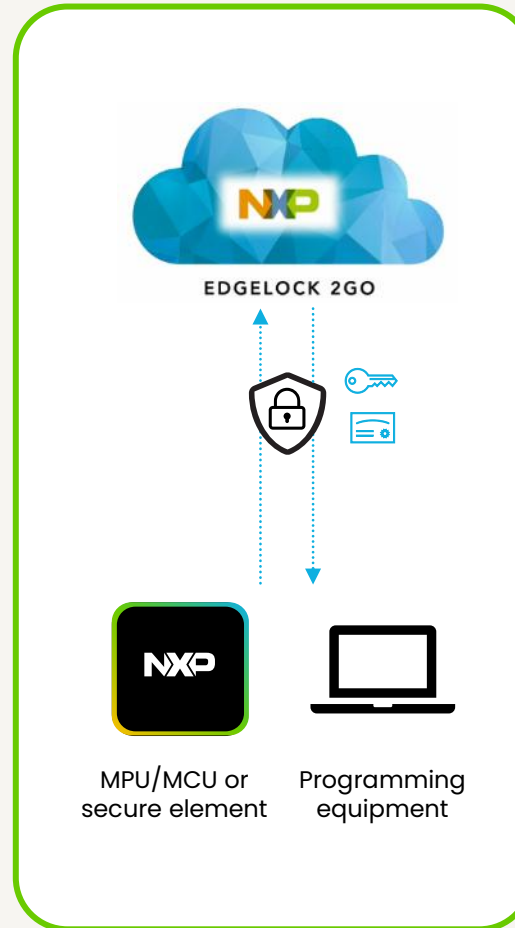 NXP
EDGELOCK 2GO
NXP
MPU/MCU or
secure element
Programming
equipment